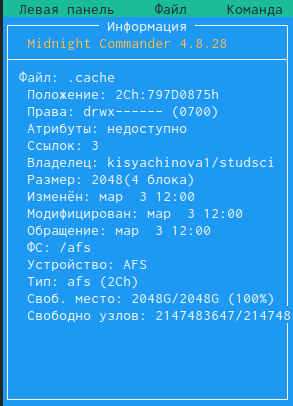 Левая панель Файл Команда
Информация
Midnight Commander 4.8.28
Файл: .cache
Положение: 2Ch:797D0875h
Права: drwx------ (0700)
Атрибуты: недоступно
Ссылок: 3
Владелец: kisyachinova1/studsci
Размер: 2048(4 блока)
Изменён: мар  3 12:00
Модифицирован: мар  3 12:00
Обращение: мар  3 12:00
ФС: /afs
Устройство: AFS
Тип: afs (2Ch)
Своб. место: 2048G/2048G (100%)
Свободно узлов: 2147483647/214748